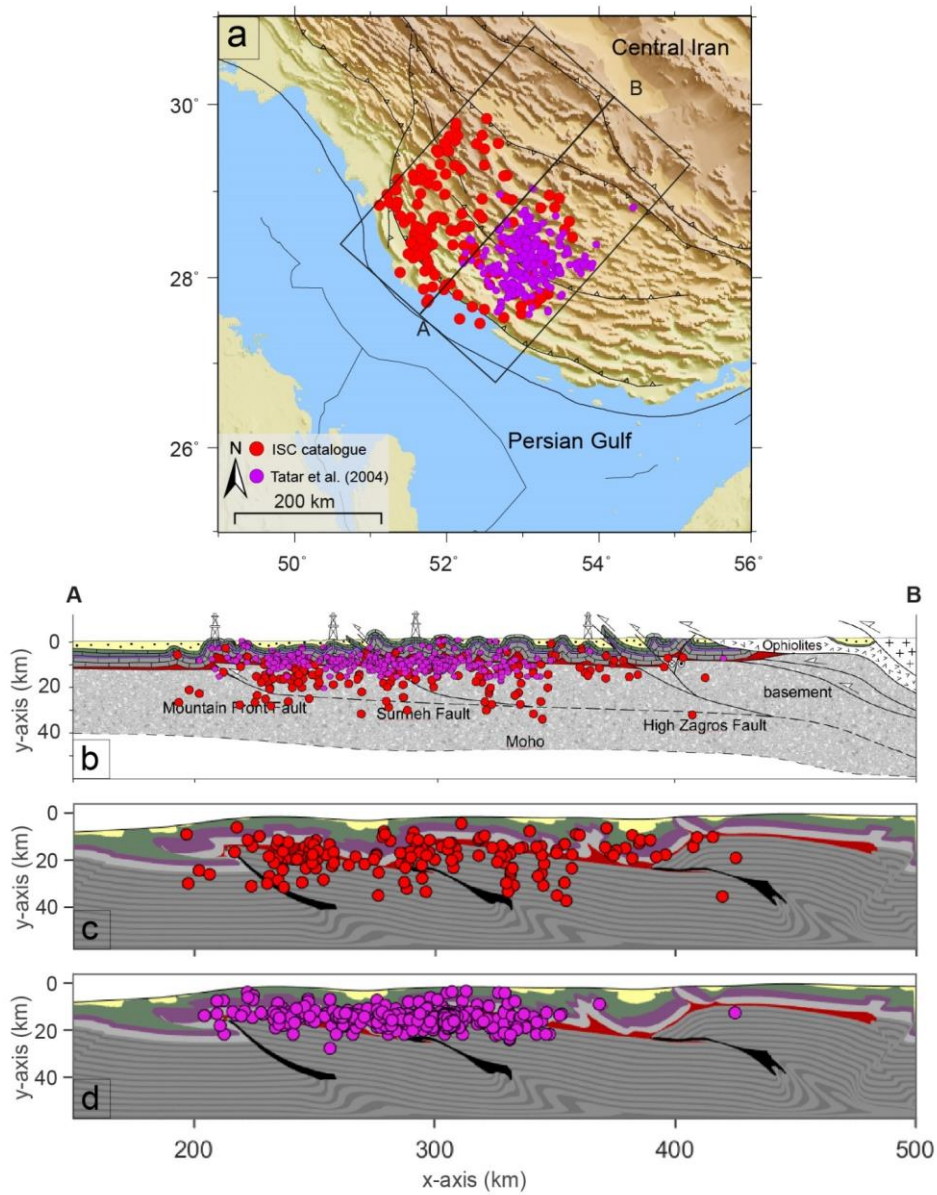 a
Central Iran
B
30°
28°
A
26°
Persian Gulf
N
ISC catalogue
Tatar et al. (2004)
200 km
50° 52° 54° 56°
A B
0
20
40
y-axis (km)
Ophiolites
basement
Mountain Front Fault
Surmeh Fault
High Zagros Fault
Moho
b
0
20
40
y-axis (km)
c
0
20
40
y-axis (km)
d
200 300 400 500
x-axis (km)